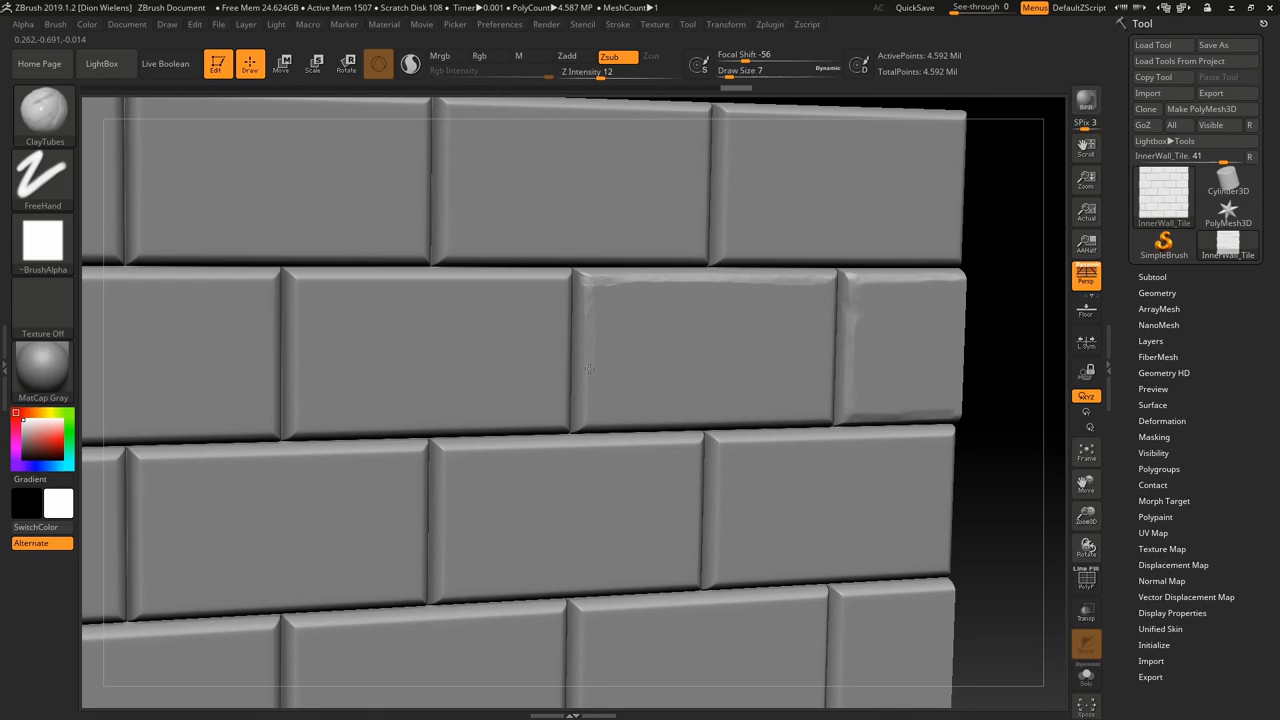 ZBrush 2019.1.2 [Dion Wielens] ZBrush Document • Free Mem 24.624GB • Active Mem 1507 • Scratch Disk 108 • Timer▶0.001 • PolyCount▶4.587 MP • MeshCount▶1 AC QuickSave See-through 0 Menus DefaultZScript
Alpha Brush Color Document Draw Edit File Layer Light Macro Marker Material Movie Picker Preferences Render Stencil Stroke Texture Tool Transform Zplugin Zscript
0.262,-0.691,-0.014
Home Page LightBox Live Boolean Edit Draw Move Scale Rotate
Mrgb Rgb M Zadd Zsub Zcut
Rgb Intensity Z Intensity 12
Focal Shift -56
Draw Size 7 Dynamic
S D
ActivePoints: 4.592 Mil
TotalPoints: 4.592 Mil
ClayTubes
FreeHand
~BrushAlpha
Texture Off
MatCap Gray
Gradient
SwitchColor
Alternate
BPR
SPix 3
Scroll
Zoom
Actual
AAHalf
Dynamic
Persp
Floor
L.Sym
XYZ
Frame
Move
Zoom3D
Rotate
Line Fill
PolyF
Transp
Ghost
Dynamic
Solo
Xpose
Tool
Load Tool Save As
Load Tools From Project
Copy Tool Paste Tool
Import Export
Clone Make PolyMesh3D
GoZ All Visible R
Lightbox▶Tools
InnerWall_Tile. 41 R
InnerWall_Tile Cylinder3D
PolyMesh3D
SimpleBrush InnerWall_Tile
Subtool
Geometry
ArrayMesh
NanoMesh
Layers
FiberMesh
Geometry HD
Preview
Surface
Deformation
Masking
Visibility
Polygroups
Contact
Morph Target
Polypaint
UV Map
Texture Map
Displacement Map
Normal Map
Vector Displacement Map
Display Properties
Unified Skin
Initialize
Import
Export